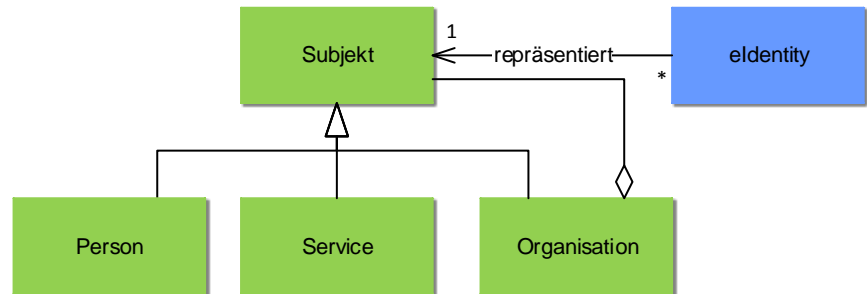 1
Subjekt
repräsentiert
eIdentity
*
Person
Service
Organisation